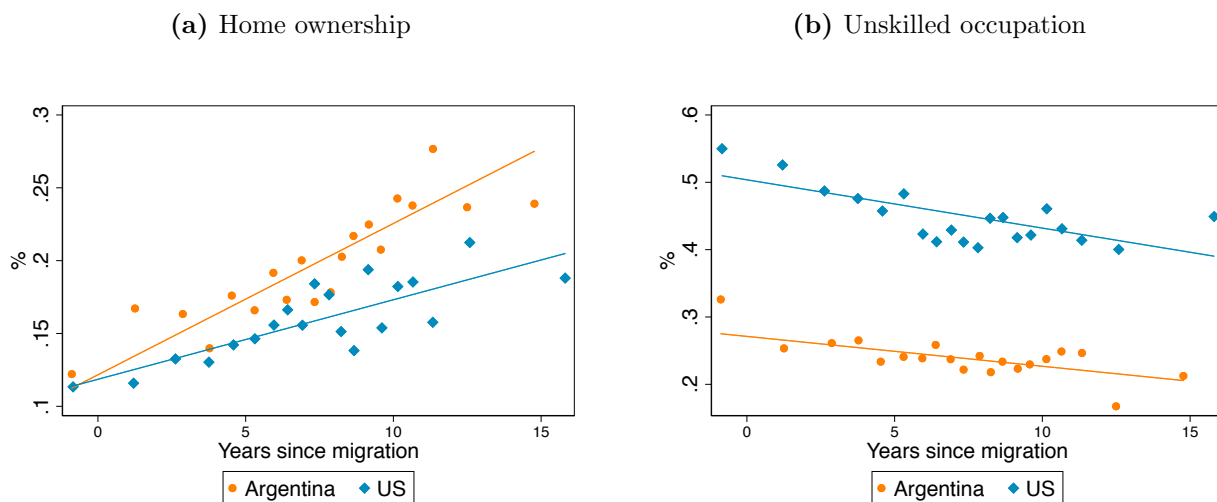 (a) Home ownership
.3
.25
.2
.15
.1
%
0 5 10 15
Years since migration
Argentina US
(b) Unskilled occupation
.6
.5
.4
.3
.2
%
0 5 10 15
Years since migration
Argentina US